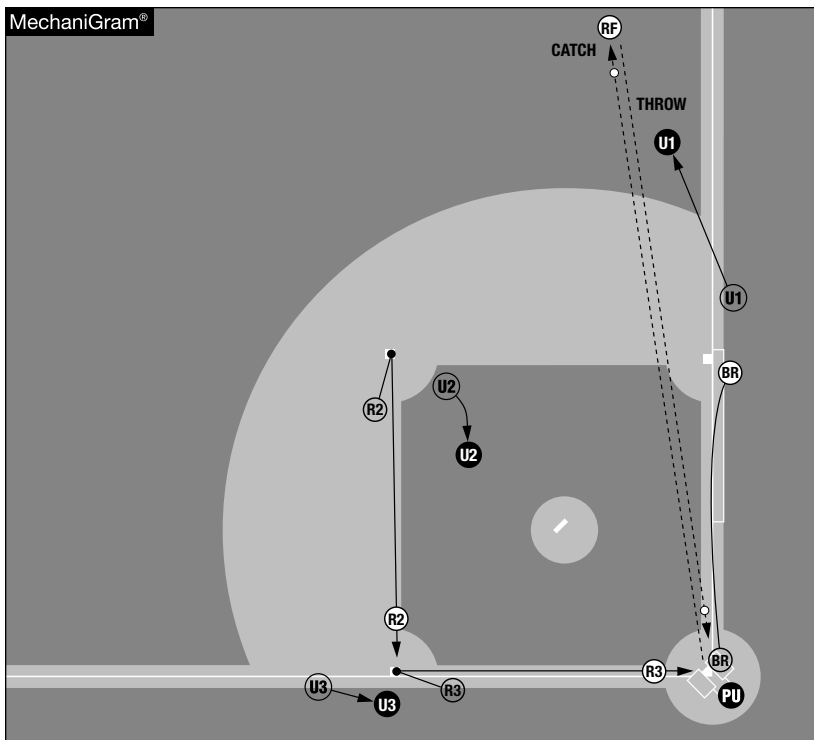 MechaniGram®
RF
CATCH
THROW
U1
U1
BR
R2
U2
U2
R2
R3
BR
U3
R3
U3
PU